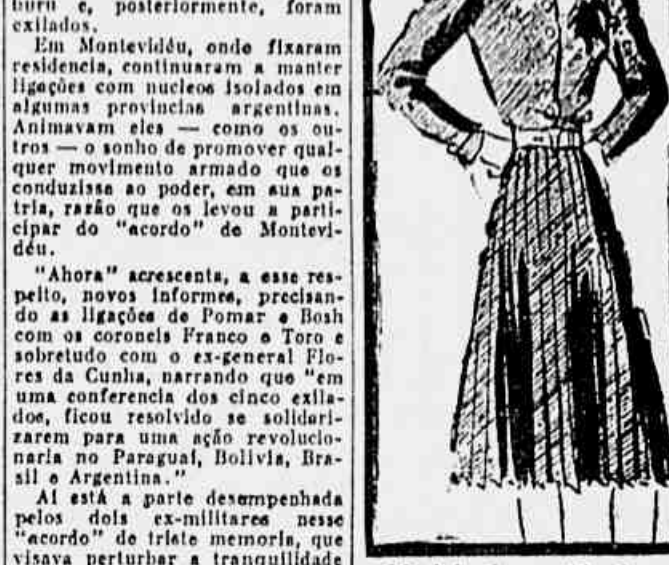 buru e, posteriormente, foram
exilados.
Em Montevidéu, onde fixaram
residencia, continuaram a manter
ligações com nucleos isolados em
algumas provincias argentinas.
Animavam eles — como os ou-
tros — o sonho de promover qual-
quer movimento armado que os
conduzisse ao poder, em sua pa-
tria, razão que os levou a parti-
cipar do "acordo" de Montevi-
déu.
"Ahora" acrescenta, a esse res-
peito, novos informes, precisan-
do as ligações de Pomar e Bosh
com os coroneis Franco e Toro e
sobretudo com o ex-general Flo-
res da Cunha, narrando que "em
uma conferencia dos cinco exila-
dos, ficou resolvido se solidari-
zarem para uma ação revolucio-
naria no Paraguai, Bolivia, Bra-
sil e Argentina."
Aí está a parte desempenhada
pelos dois ex-militares nesse
"acordo" de triste memoria, que
visava perturbar a tranquilidade